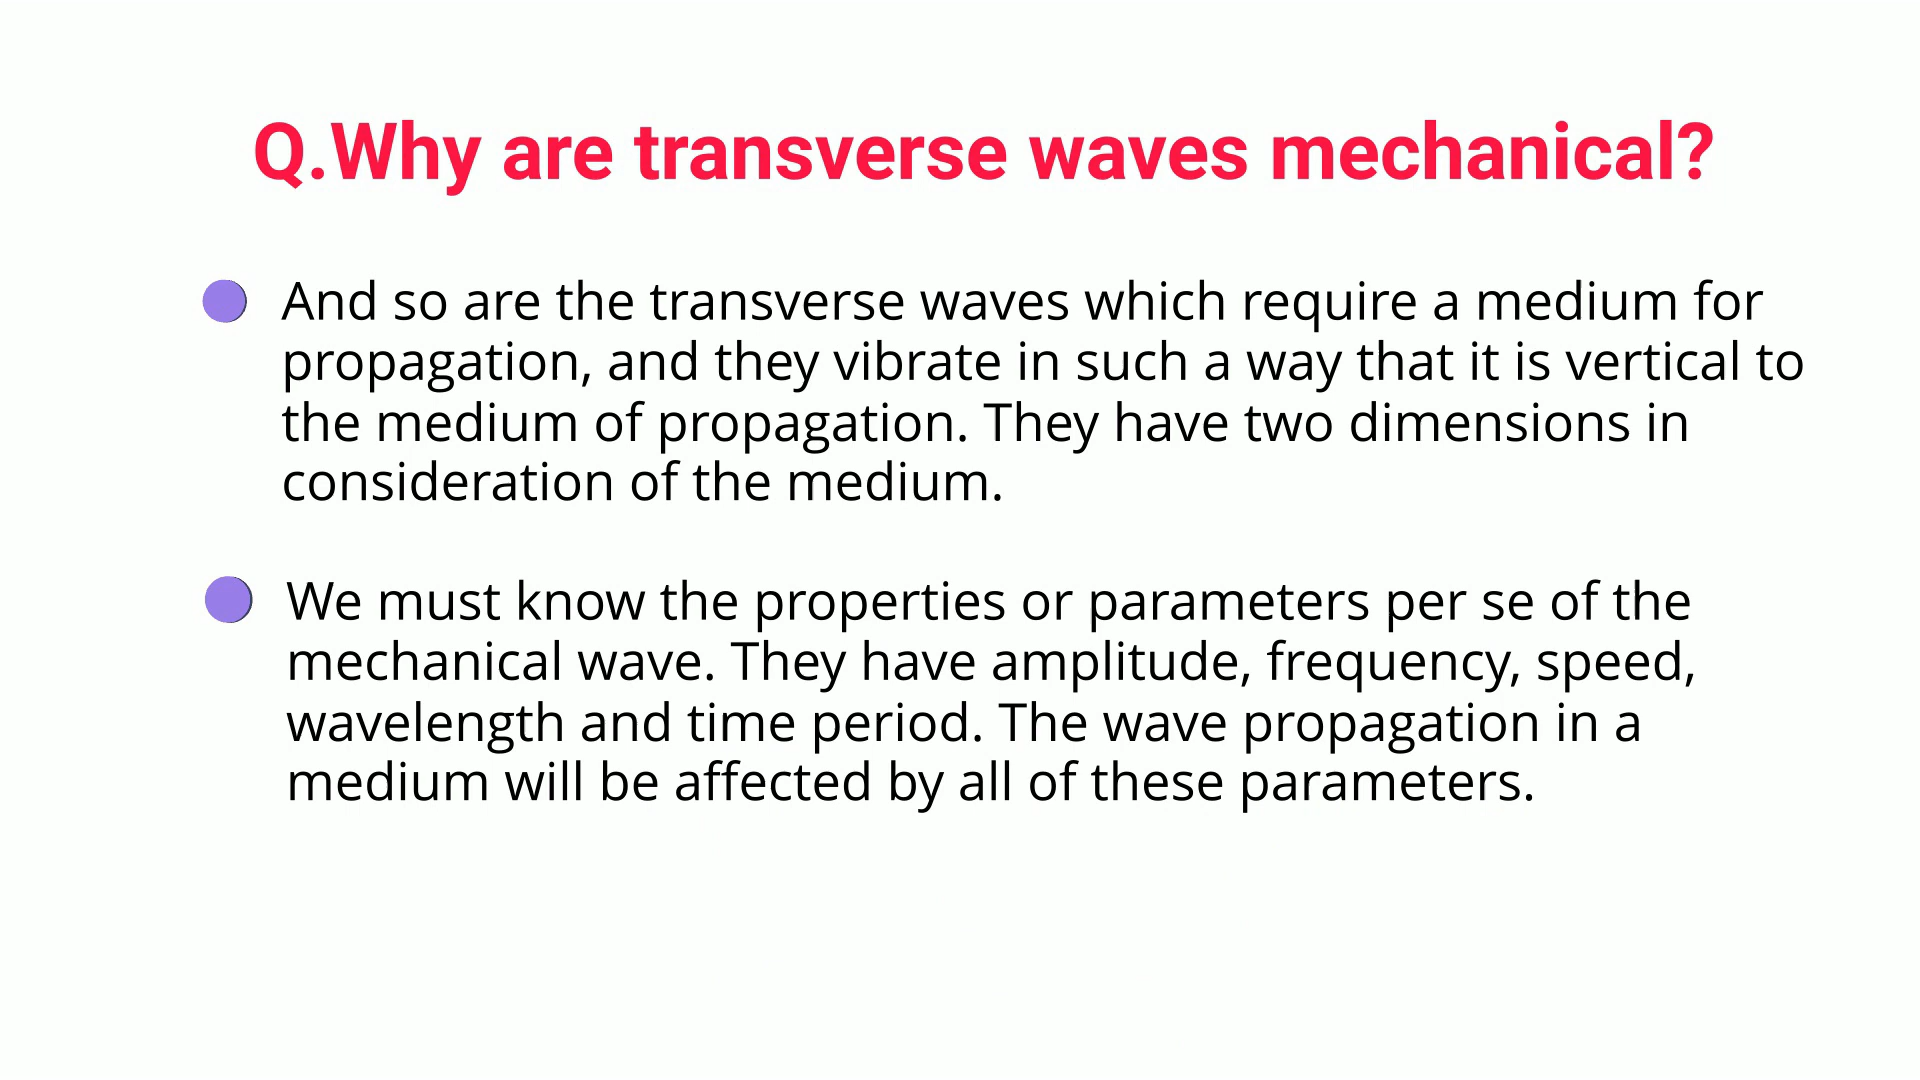 Q.Why are transverse waves mechanical?
And so are the transverse waves which require a medium for
propagation, and they vibrate in such a way that it is vertical to
the medium of propagation. They have two dimensions in
consideration of the medium.
We must know the properties or parameters per se of the
mechanical wave. They have amplitude, frequency, speed,
wavelength and time period. The wave propagation in a
medium will be affected by all of these parameters.